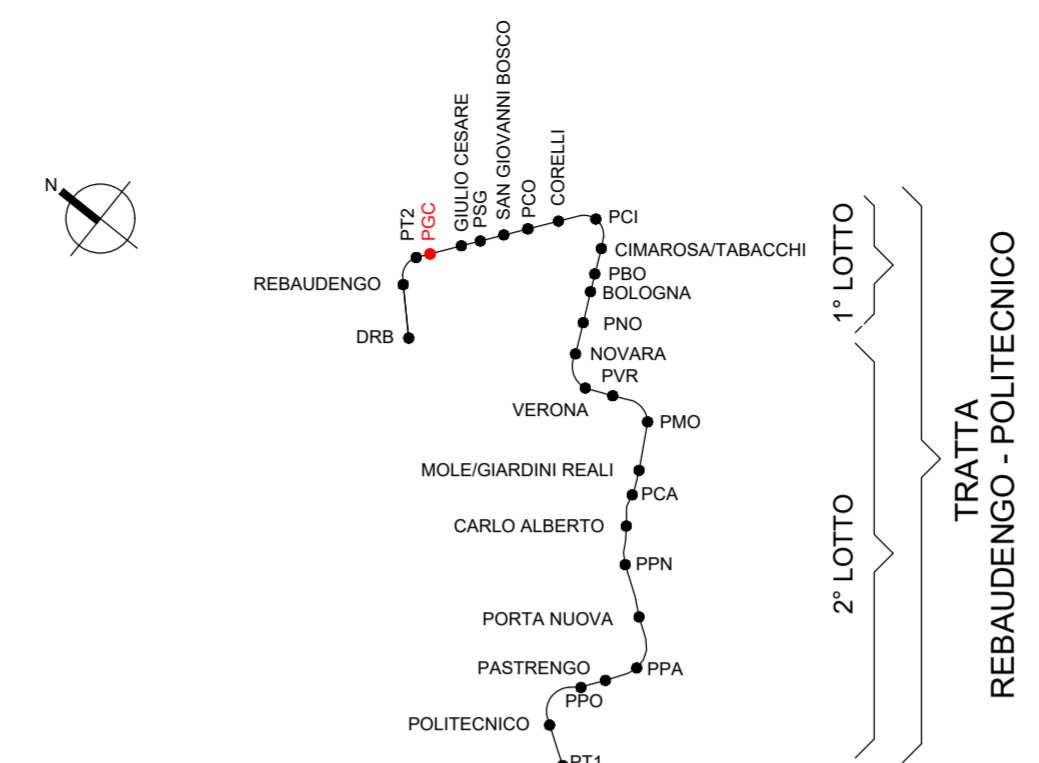 N
PT2
PGC
GIULIO CESARE
PSG
SAN GIOVANNI BOSCO
PCO
CORELLI
PCI
CIMAROSA/TABACCHI
REBAUDENGO
PBO
BOLOGNA
DRB
PNO
NOVARA
PVR
VERONA
PMO
MOLE/GIARDINI REALI
PCA
CARLO ALBERTO
PPN
PORTA NUOVA
PASTRENGO
PPA
PPO
POLITECNICO
PT1
1° LOTTO
2° LOTTO
TRATTA
REBAUDENGO - POLITECNICO